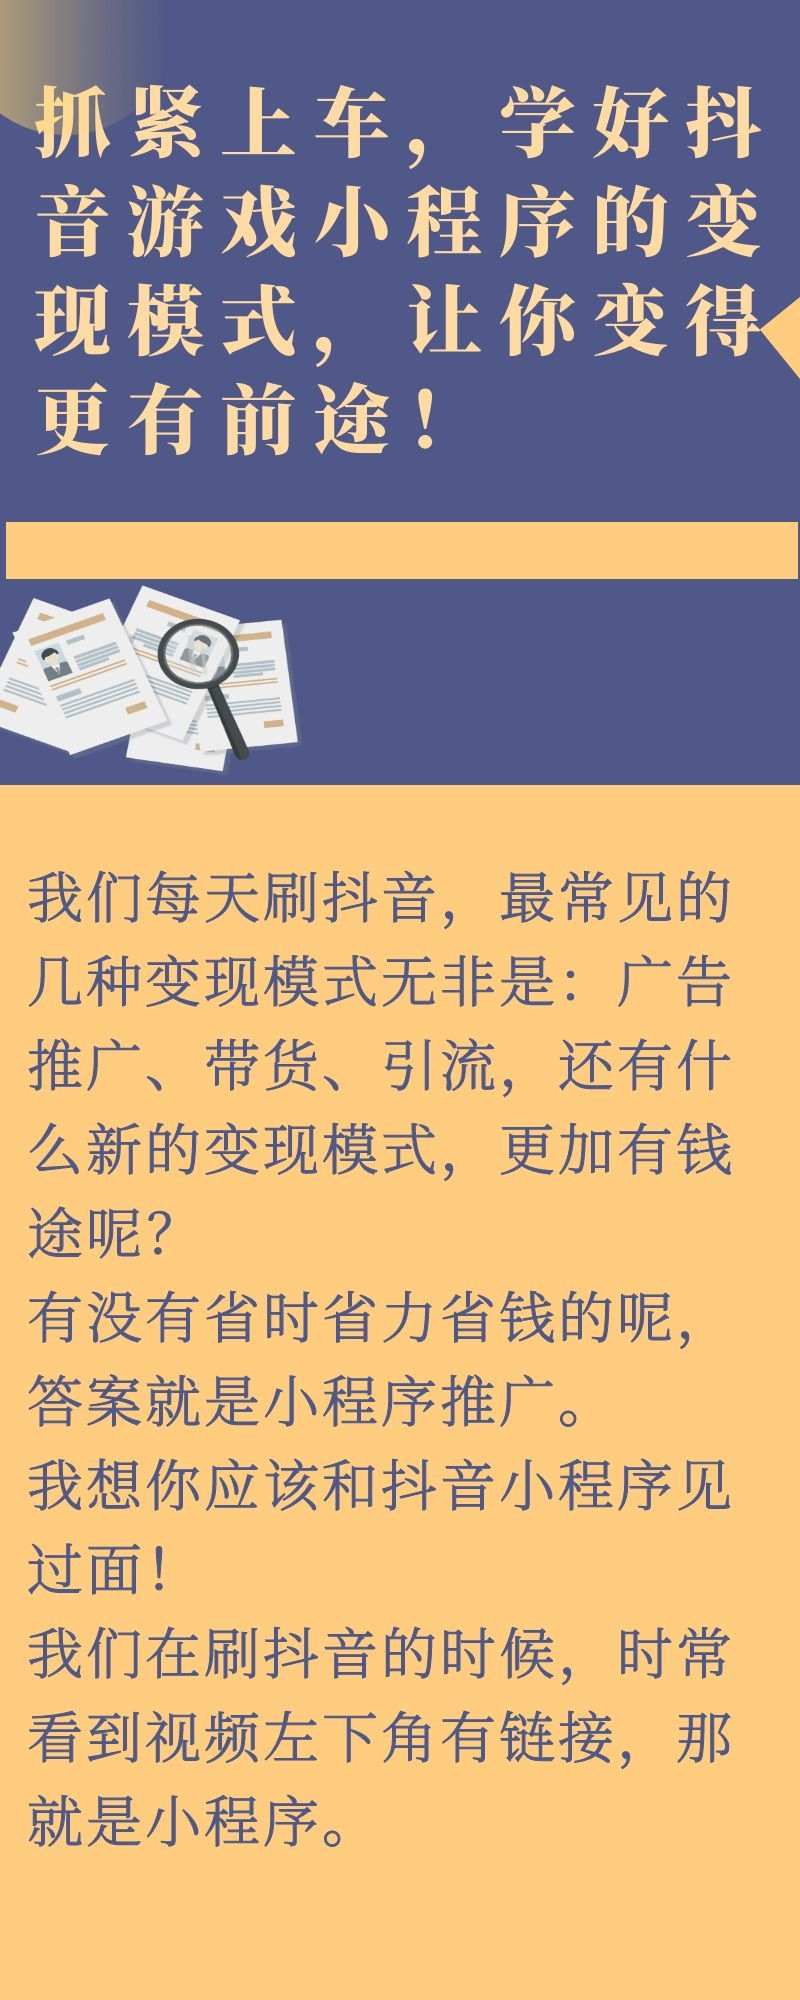 抓紧上车，学好抖
音游戏小程序的变
现模式，让你变得
更有前途！
我们每天刷抖音，最常见的
几种变现模式无非是：广告
推广、带货、引流，还有什
么新的变现模式，更加有钱
途呢？
有没有省时省力省钱的呢，
答案就是小程序推广。
我想你应该和抖音小程序见
过面！
我们在刷抖音的时候，时常
看到视频左下角有链接，那
就是小程序。